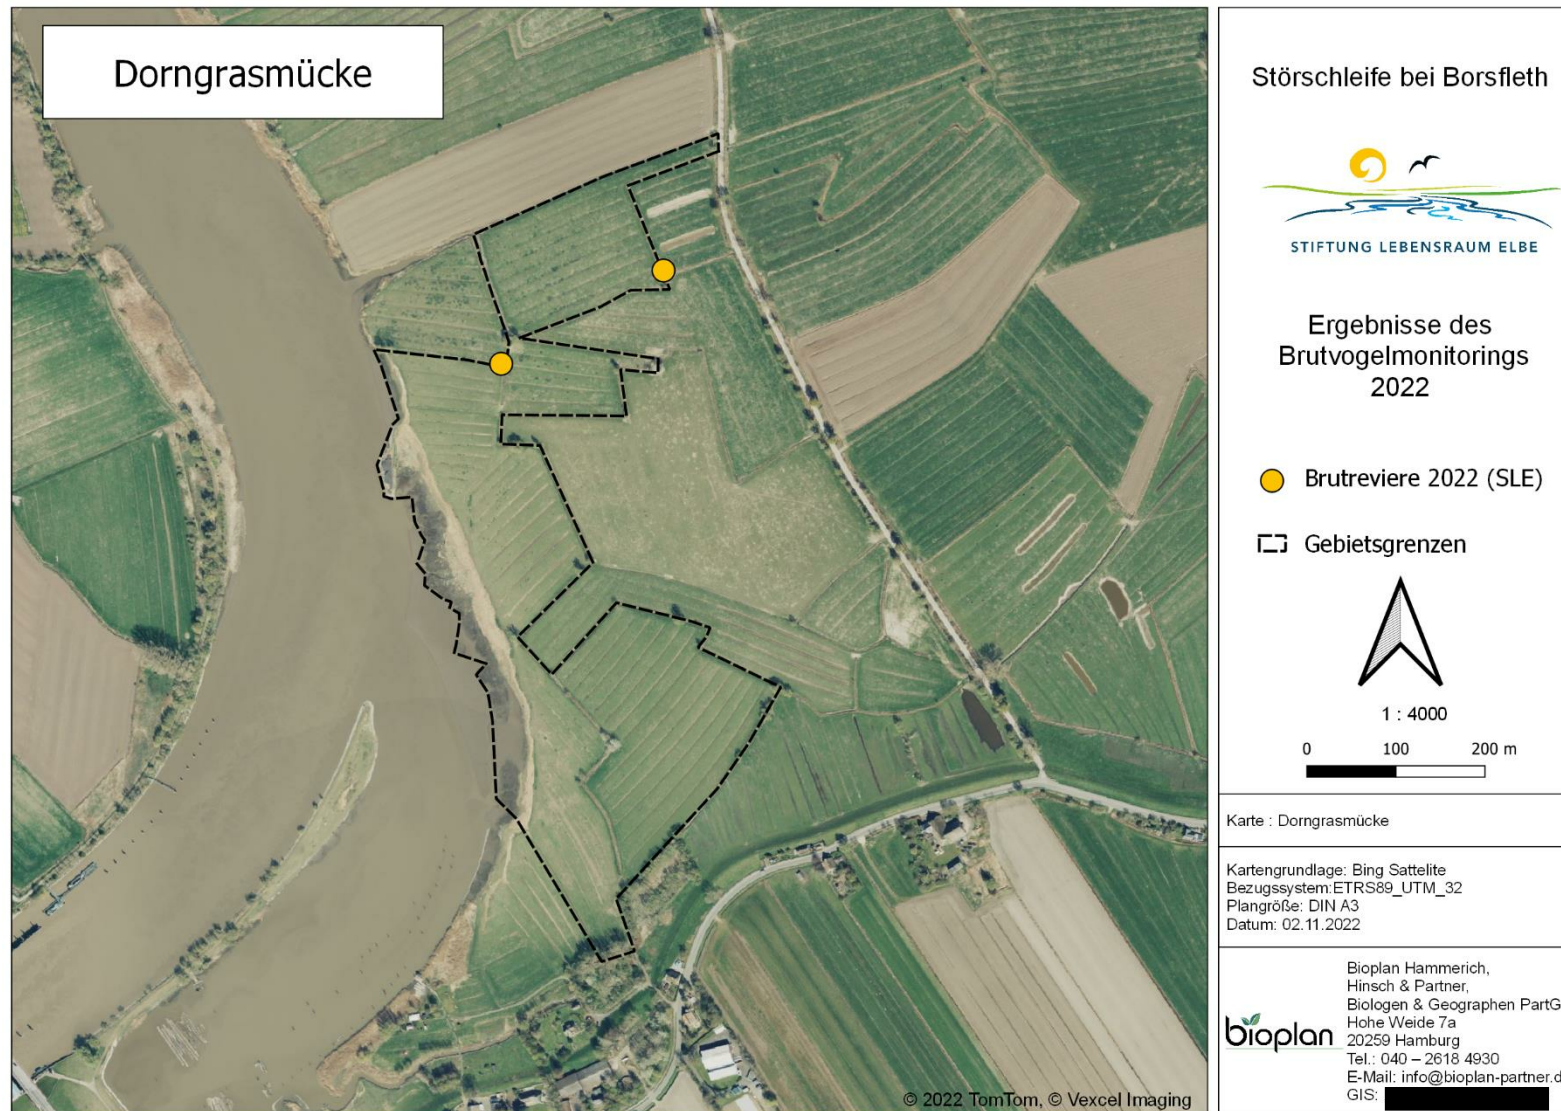 Dorngrasmücke
Störschleife bei Borsfleth
STIFTUNG LEBENSRAUM ELBE
Ergebnisse des
Brutvogelmonitorings
2022
Brutreviere 2022 (SLE)
Gebietsgrenzen
1 : 4000
0 100 200 m
Karte : Dorngrasmücke
Kartengrundlage: Bing Sattelite
Bezugssystem:ETRS89_UTM_32
Plangröße: DIN A3
Datum: 02.11.2022
bioplan
Bioplan Hammerich,
Hinsch & Partner,
Biologen & Geographen PartG
Hohe Weide 7a
20259 Hamburg
Tel.: 040 – 2618 4930
E-Mail: info@bioplan-partner.d
GIS:
© 2022 TomTom, © Vexcel Imaging